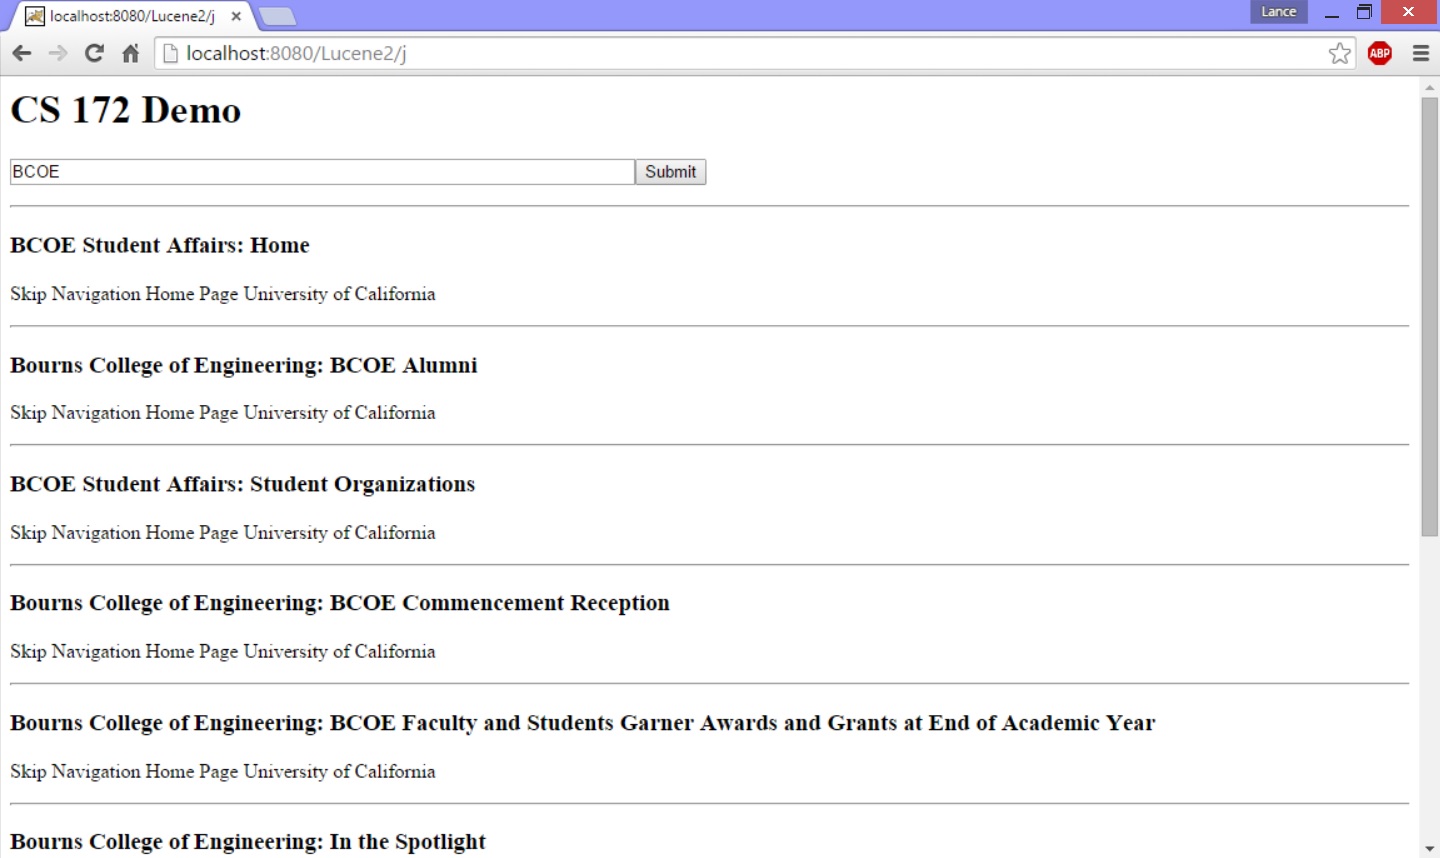 localhost:8080/Lucene2/j
Lance
localhost:8080/Lucene2/j
ABP
CS 172 Demo
BCOE
Submit
BCOE Student Affairs: Home
Skip Navigation Home Page University of California
Bourns College of Engineering: BCOE Alumni
Skip Navigation Home Page University of California
BCOE Student Affairs: Student Organizations
Skip Navigation Home Page University of California
Bourns College of Engineering: BCOE Commencement Reception
Skip Navigation Home Page University of California
Bourns College of Engineering: BCOE Faculty and Students Garner Awards and Grants at End of Academic Year
Skip Navigation Home Page University of California
Bourns College of Engineering: In the Spotlight